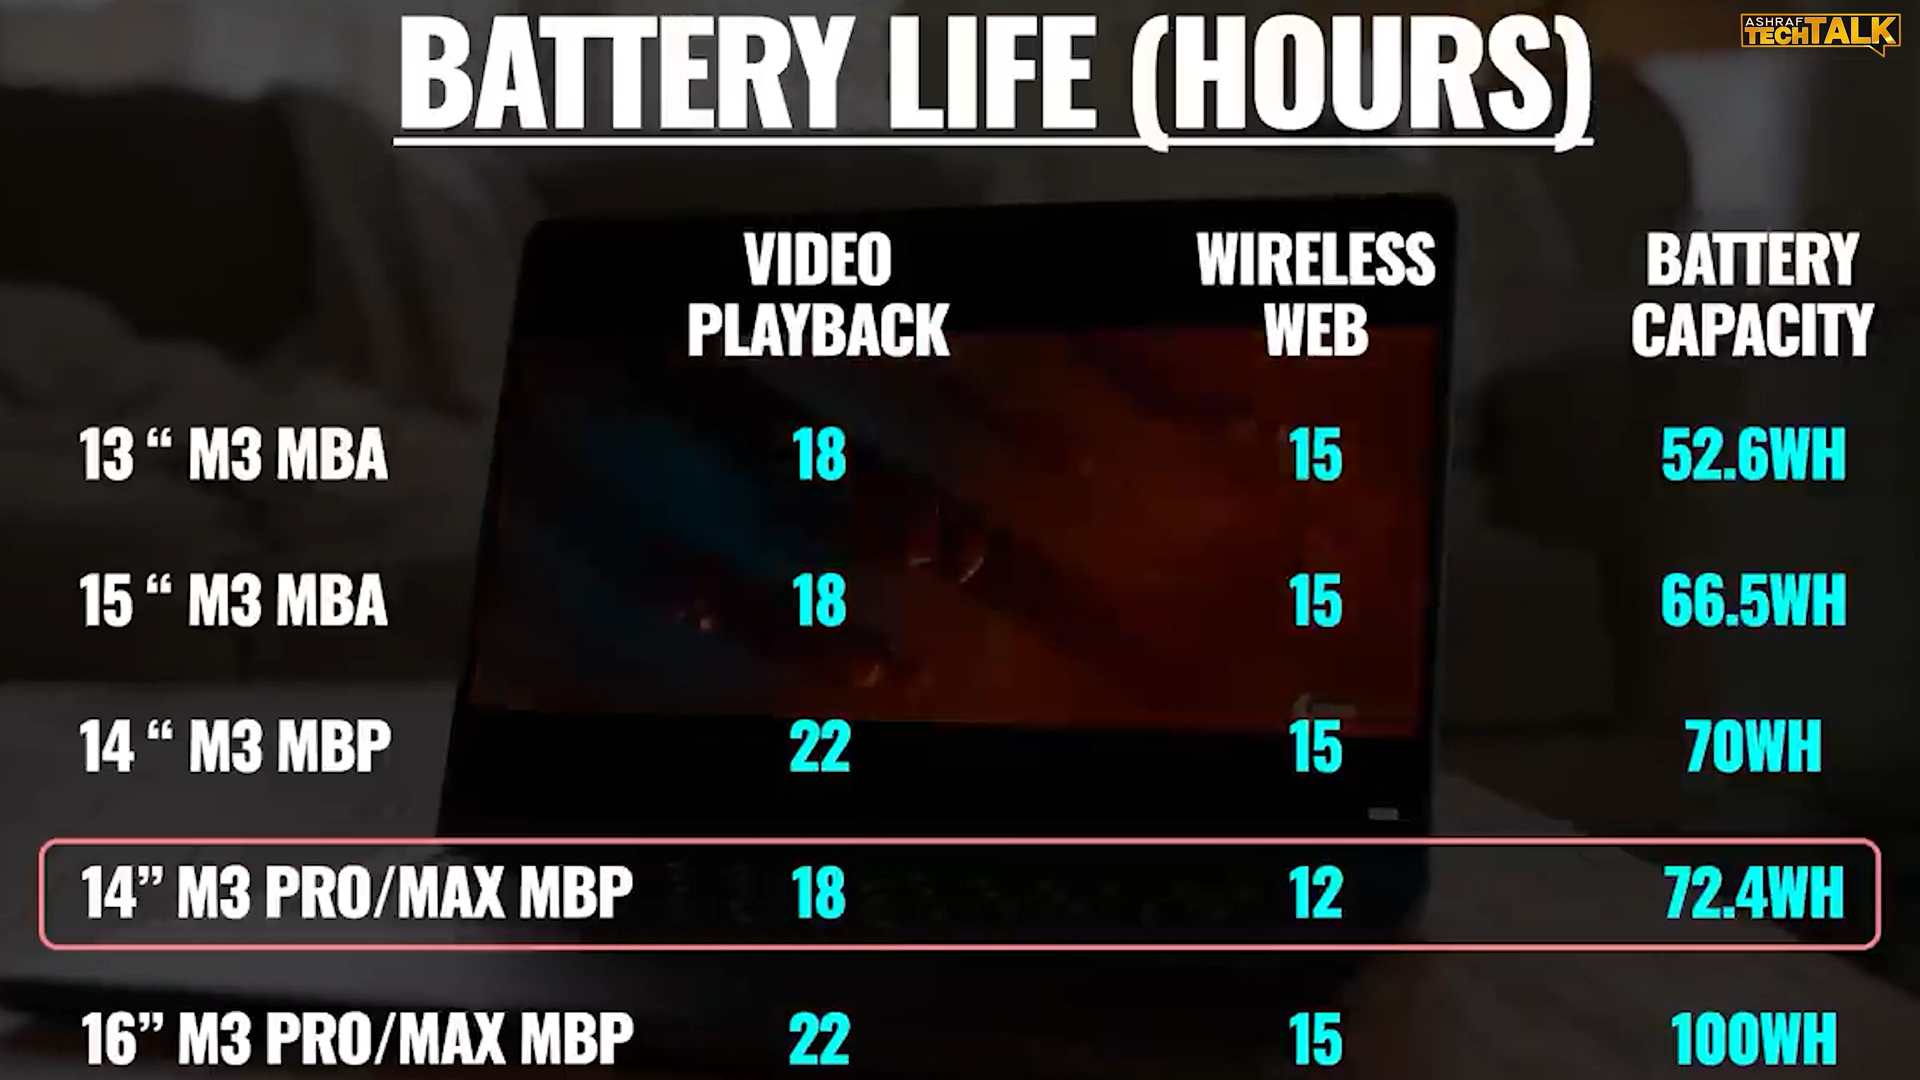 BATTERY LIFE (HOURS)
ASHRAF
TECHTALK
VIDEO PLAYBACK
WIRELESS WEB
BATTERY CAPACITY
13 “ M3 MBA 18 15 52.6WH
15 “ M3 MBA 18 15 66.5WH
14 “ M3 MBP 22 15 70WH
14” M3 PRO/MAX MBP 18 12 72.4WH
16” M3 PRO/MAX MBP 22 15 100WH